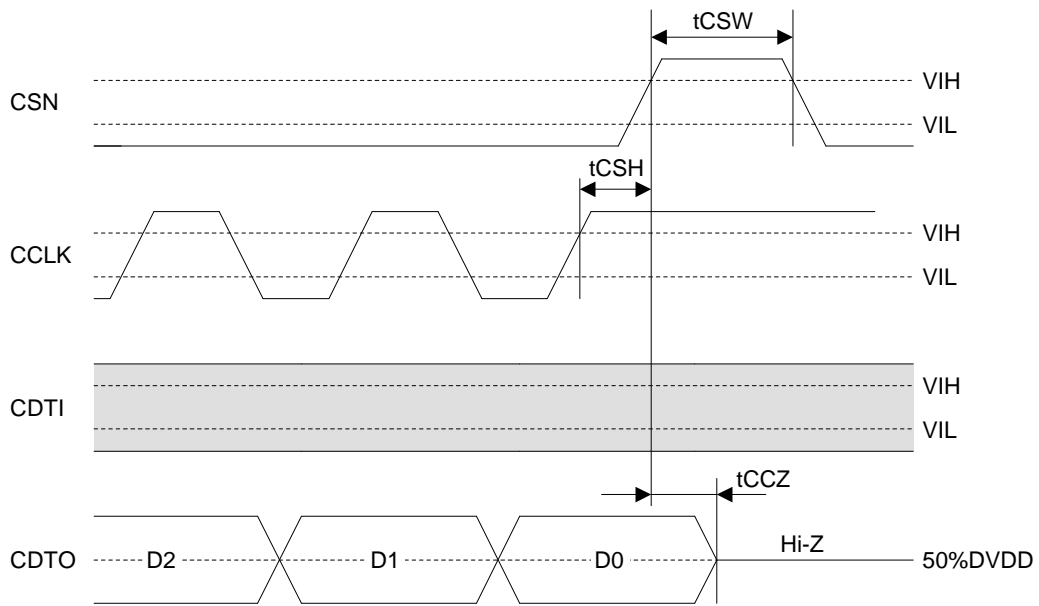 tCSW
VIH
CSN
VIL
tCSH
VIH
CCLK
VIL
VIH
CDTI
VIL
tCCZ
Hi-Z
CDTO D2 D1 D0 50%DVDD